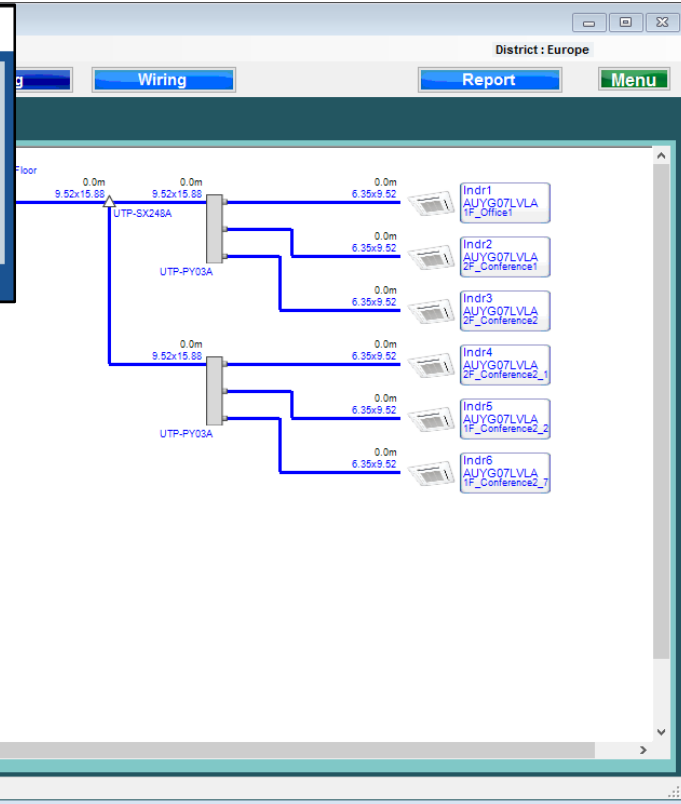 District : Europe
g
Wiring
Report
Menu
Floor
0.0m
9.52x15.88
UTP-SX248A
0.0m
9.52x15.88
UTP-PY03A
0.0m
6.35x9.52
Indr1
AUYG07LVLA
1F_Office1
0.0m
6.35x9.52
Indr2
AUYG07LVLA
2F_Conference1
0.0m
6.35x9.52
Indr3
AUYG07LVLA
2F_Conference2
0.0m
9.52x15.88
UTP-PY03A
0.0m
6.35x9.52
Indr4
AUYG07LVLA
2F_Conference2_1
0.0m
6.35x9.52
Indr5
AUYG07LVLA
1F_Conference2_2
0.0m
6.35x9.52
Indr6
AUYG07LVLA
1F_Conference2_7